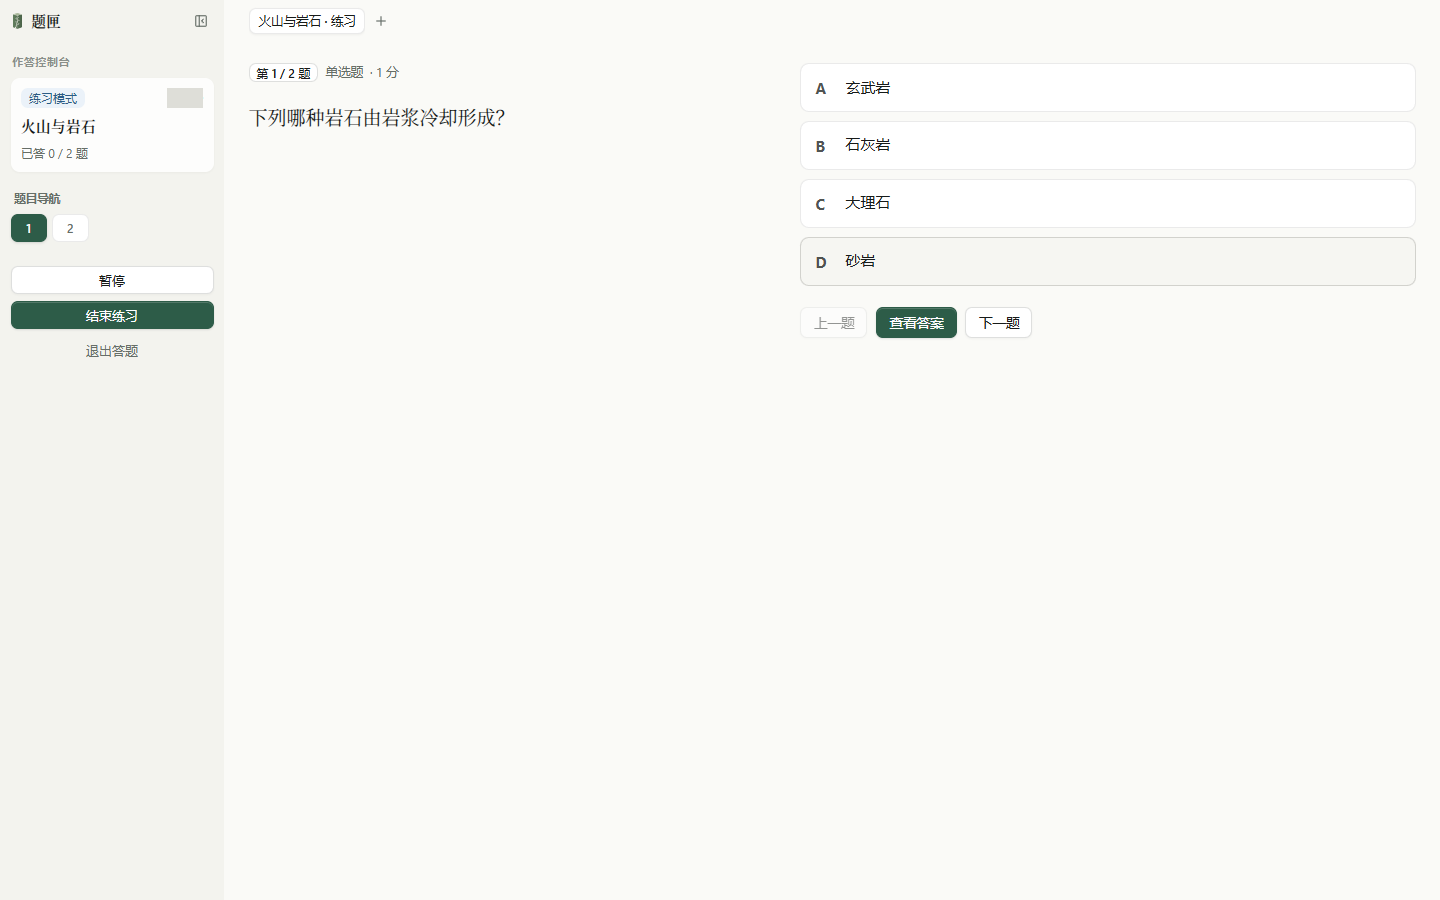 题匣
作答控制台
练习模式
火山与岩石
已答 0 / 2 题
题目导航
1
2
暂停
结束练习
退出答题
火山与岩石 · 练习
第 1 / 2 题
单选题 · 1 分
下列哪种岩石由岩浆冷却形成？
A 玄武岩
B 石灰岩
C 大理石
D 砂岩
上一题
查看答案
下一题